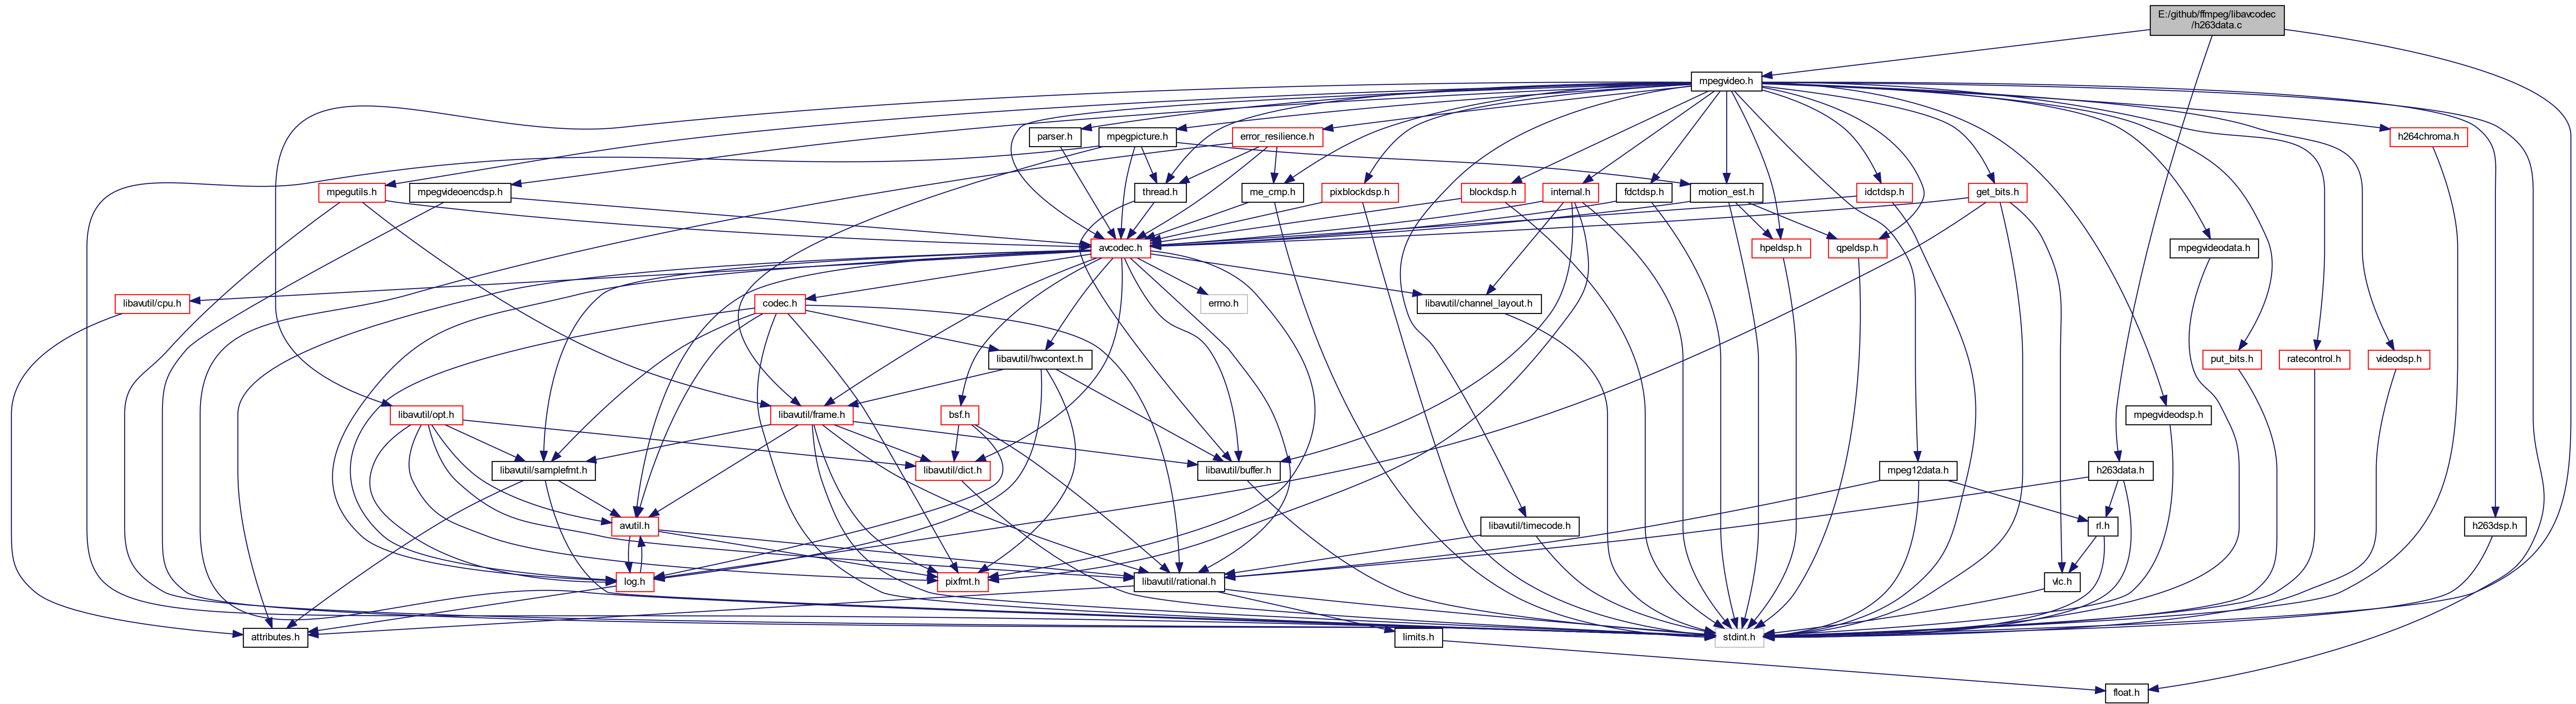 E:/github/ffmpeg/libavcodec
/h263data.c
mpegvideo.h
parser.h
mpegpicture.h
error_resilience.h
h264chroma.h
mpegutils.h
mpegvideoencdsp.h
thread.h
me_cmp.h
pixblockdsp.h
blockdsp.h
internal.h
fdctdsp.h
motion_est.h
idctdsp.h
get_bits.h
avcodec.h
hpeldsp.h
qpeldsp.h
mpegvideodata.h
libavutil/cpu.h
codec.h
errno.h
libavutil/channel_layout.h
libavutil/hwcontext.h
put_bits.h
ratecontrol.h
videodsp.h
libavutil/opt.h
libavutil/frame.h
bsf.h
mpegvideodsp.h
libavutil/samplefmt.h
libavutil/dict.h
libavutil/buffer.h
mpeg12data.h
h263data.h
avutil.h
libavutil/timecode.h
rl.h
h263dsp.h
log.h
pixfmt.h
libavutil/rational.h
vlc.h
attributes.h
limits.h
stdint.h
float.h